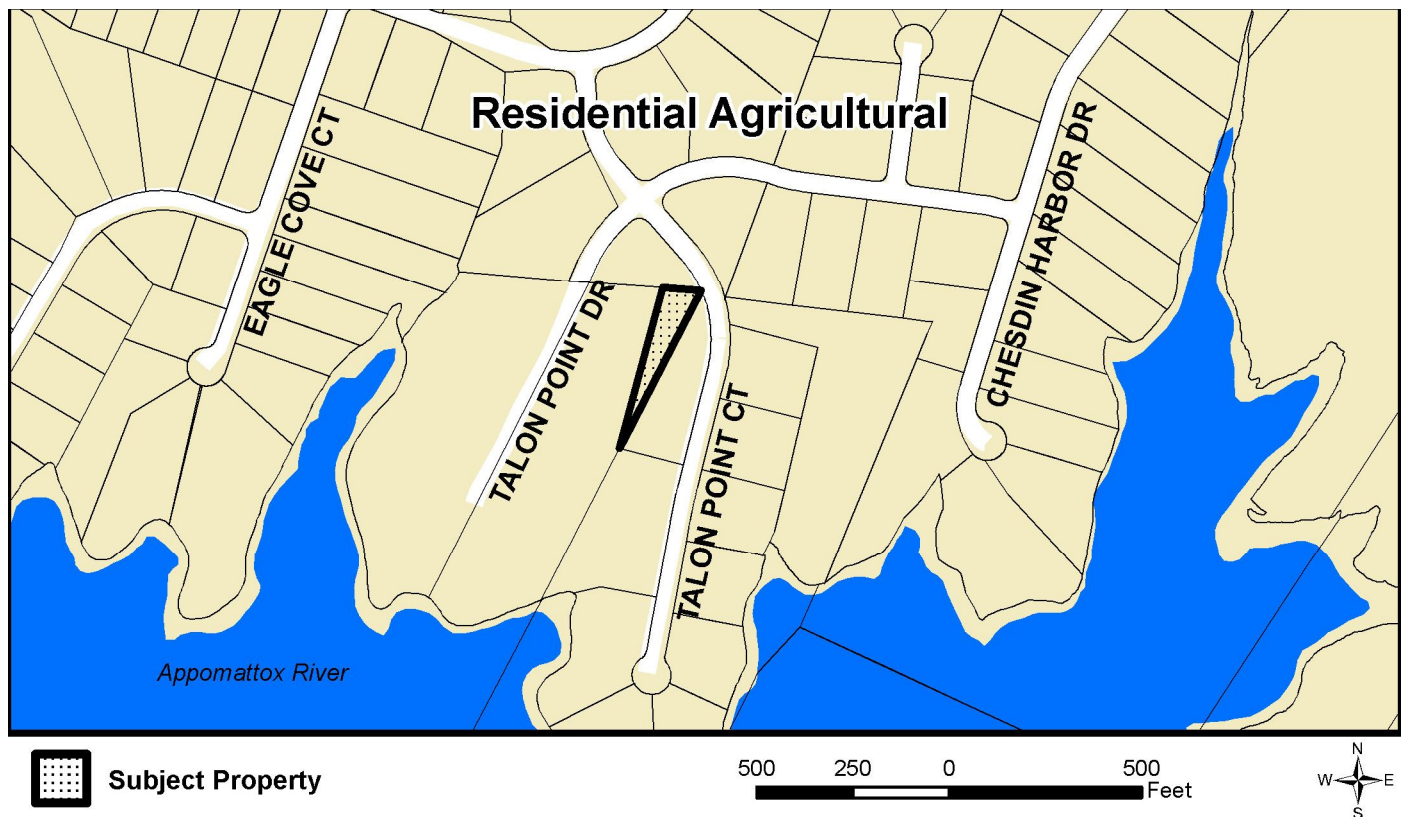 Residential Agricultural
EAGLE COVE CT
CHESDIN HARBOR DR
TALON POINT DR
TALON POINT CT
Appomattox River
Subject Property
500 250 0 500
Feet
N
W E
S